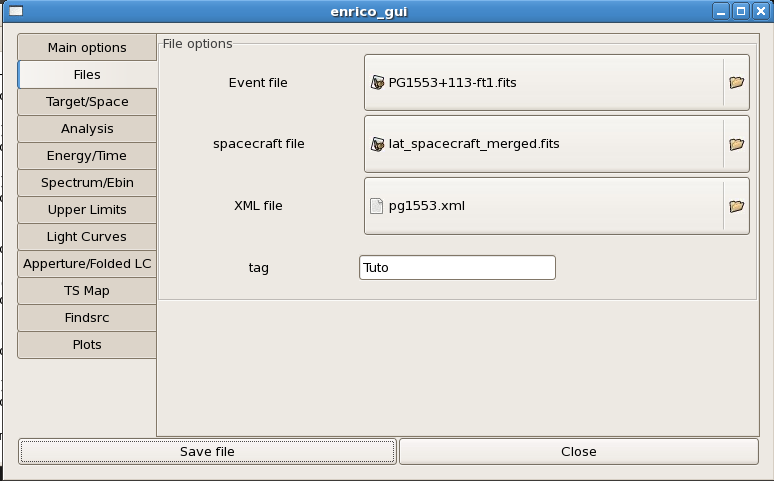 enrico_gui
Main options
Files
Target/Space
Analysis
Energy/Time
Spectrum/Ebin
Upper Limits
Light Curves
Apperture/Folded LC
TS Map
Findsrc
Plots
File options
Event file
PG1553+113-ft1.fits
spacecraft file
lat_spacecraft_merged.fits
XML file
pg1553.xml
tag
Tuto
Save file
Close